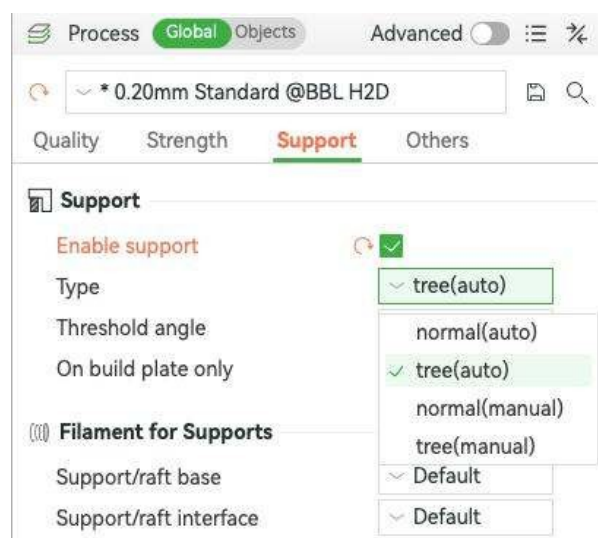 Process Global Objects Advanced
* 0.20mm Standard @BBL H2D
Quality Strength Support Others
Support
Enable support
Type tree(auto)
Threshold angle
normal(auto)
On build plate only
tree(auto)
normal(manual)
Filament for Supports
tree(manual)
Support/raft base Default
Support/raft interface Default